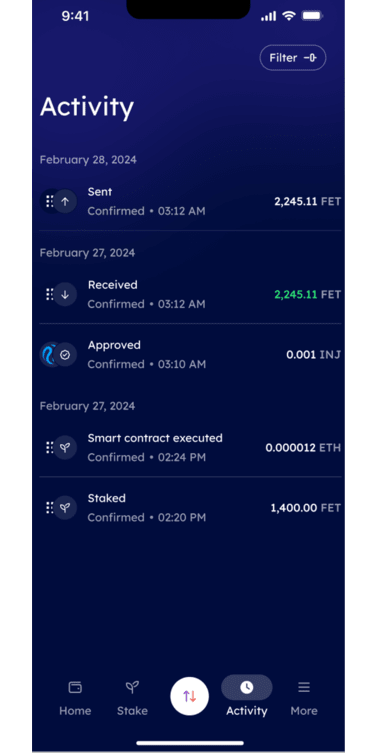 9:41
Filter
Activity
February 28, 2024
Sent
2,245.11 FET
Confirmed • 03:12 AM
February 27, 2024
Received
2,245.11 FET
Confirmed • 03:12 AM
Approved
0.001 INJ
Confirmed • 03:10 AM
February 27, 2024
Smart contract executed
0.000012 ETH
Confirmed • 02:24 PM
Staked
1,400.00 FET
Confirmed • 02:20 PM
Home Stake Activity More